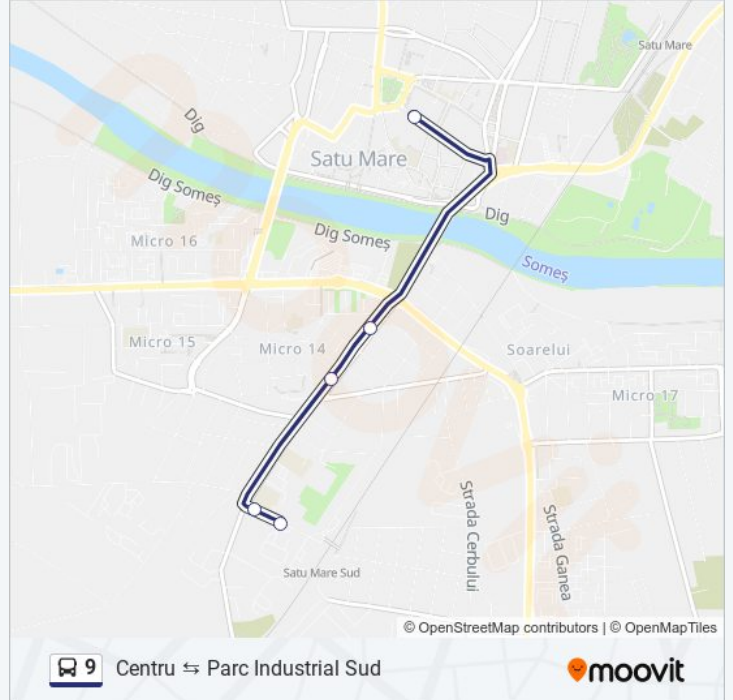 Satu Mare
Dig
Satu Mare
Dig Someș
Dig
Dig Someș
Micro 16
Someș
Micro 15
Micro 14
Soarelui
Micro 17
Strada Cerbului
Strada Ganea
Satu Mare Sud
© OpenStreetMap contributors | © OpenMapTiles
9 Centru ⇆ Parc Industrial Sud
moovit